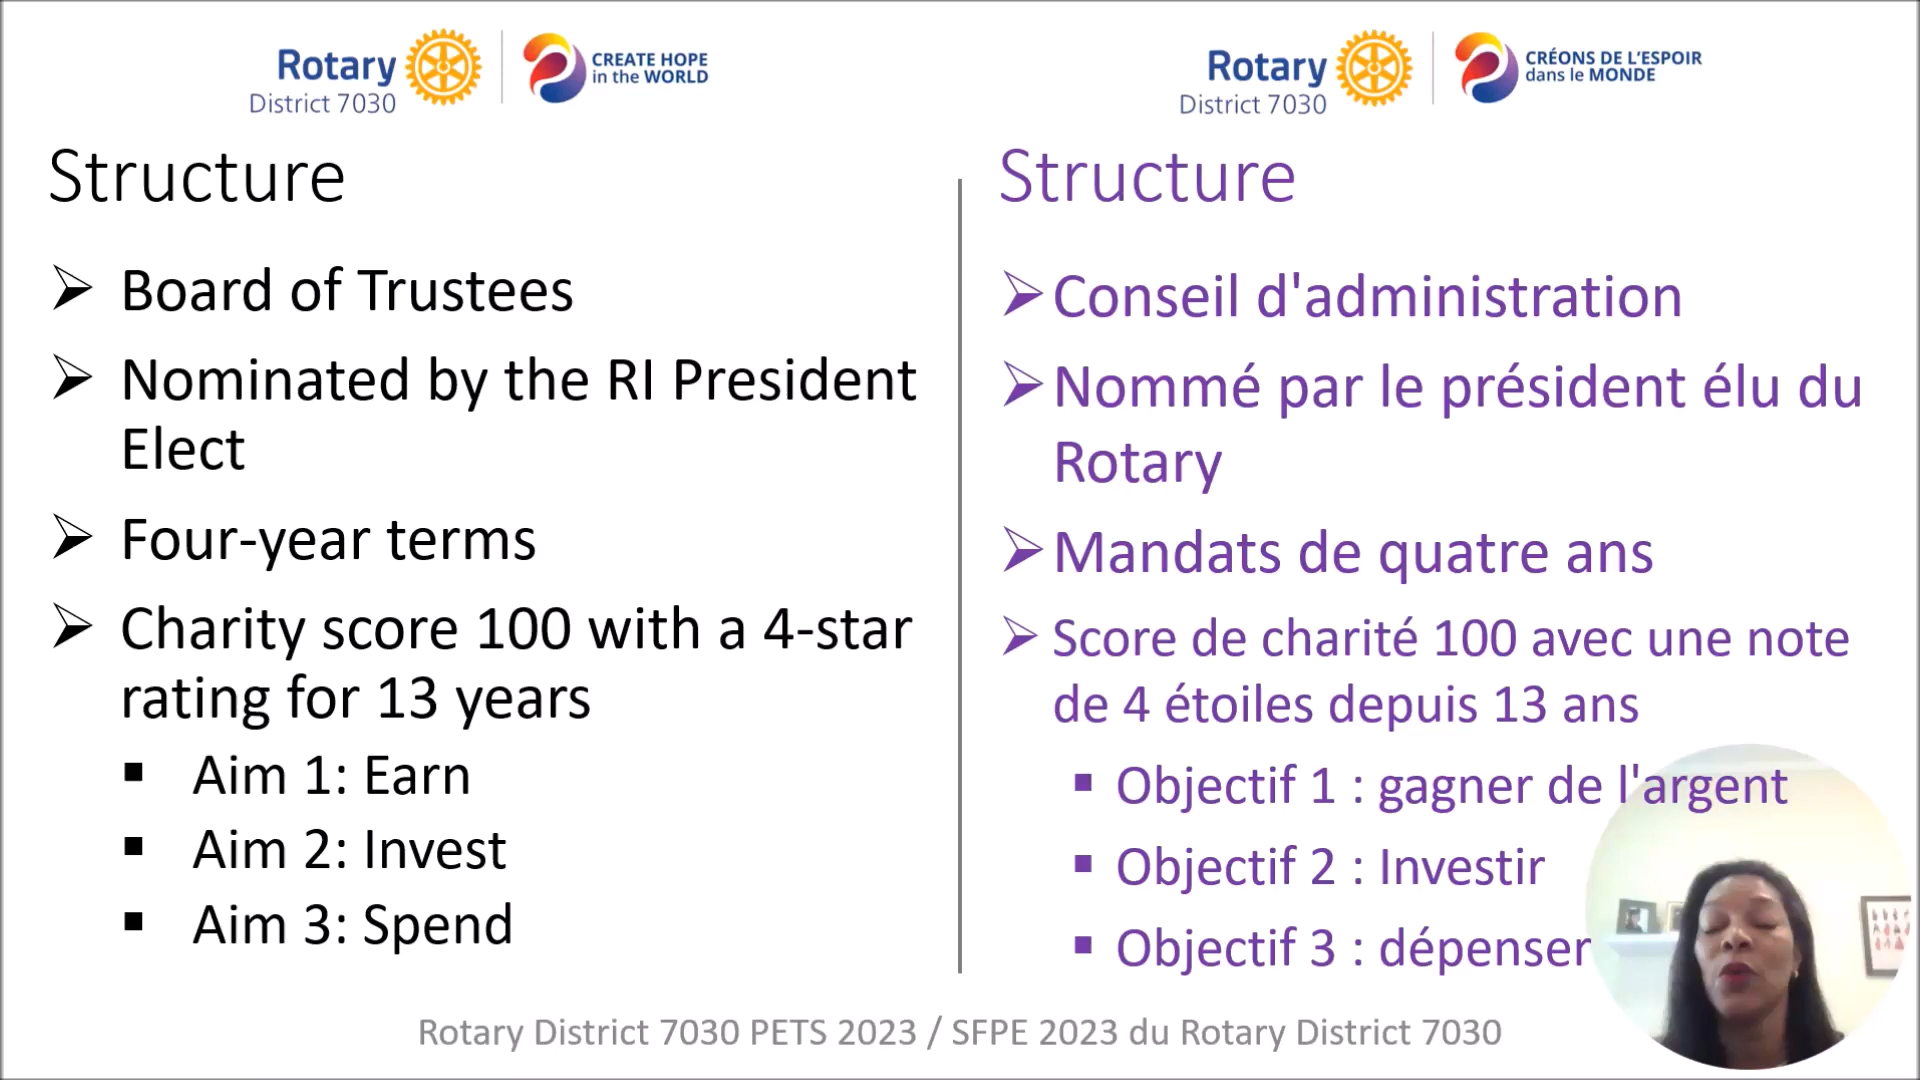 Rotary
District 7030
CREATE HOPE
in the WORLD
Structure
Board of Trustees
Nominated by the RI President
Elect
Four-year terms
Charity score 100 with a 4-star
rating for 13 years
Aim 1: Earn
Aim 2: Invest
Aim 3: Spend
Rotary
District 7030
CRÉONS DE L'ESPOIR
dans le MONDE
Structure
Conseil d'administration
Nommé par le président élu du
Rotary
Mandats de quatre ans
Score de charité 100 avec une note
de 4 étoiles depuis 13 ans
Objectif 1 : gagner de l'argent
Objectif 2 : Investir
Objectif 3 : dépenser
Rotary District 7030 PETS 2023 / SFPE 2023 du Rotary District 7030